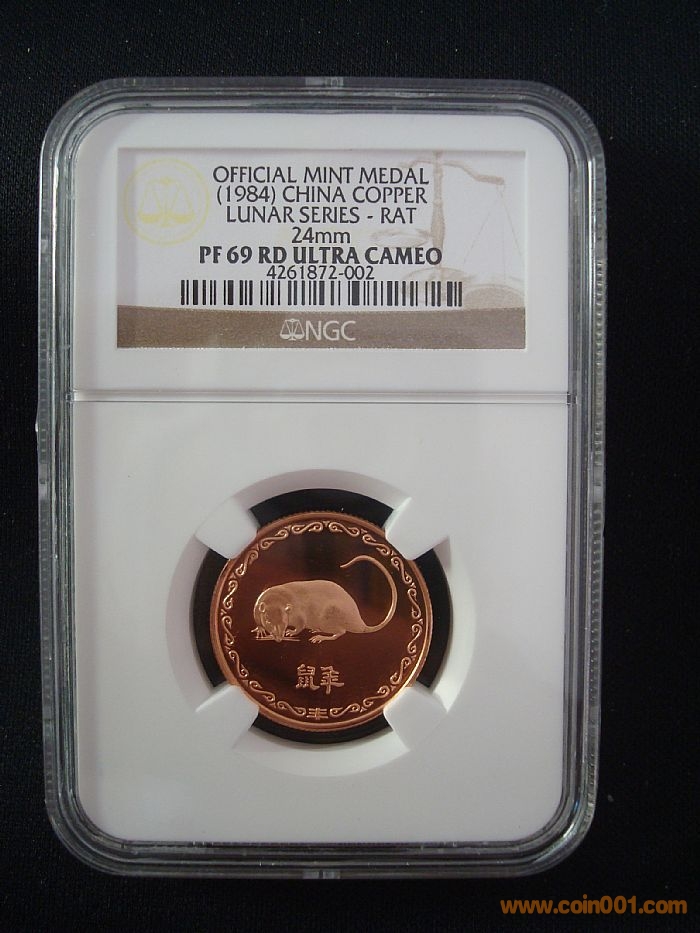 OFFICIAL MINT MEDAL
(1984) CHINA COPPER
LUNAR SERIES - RAT
24mm
PF 69 RD ULTRA CAMEO
4261872-002
NGC
鼠年
www.coin001.com